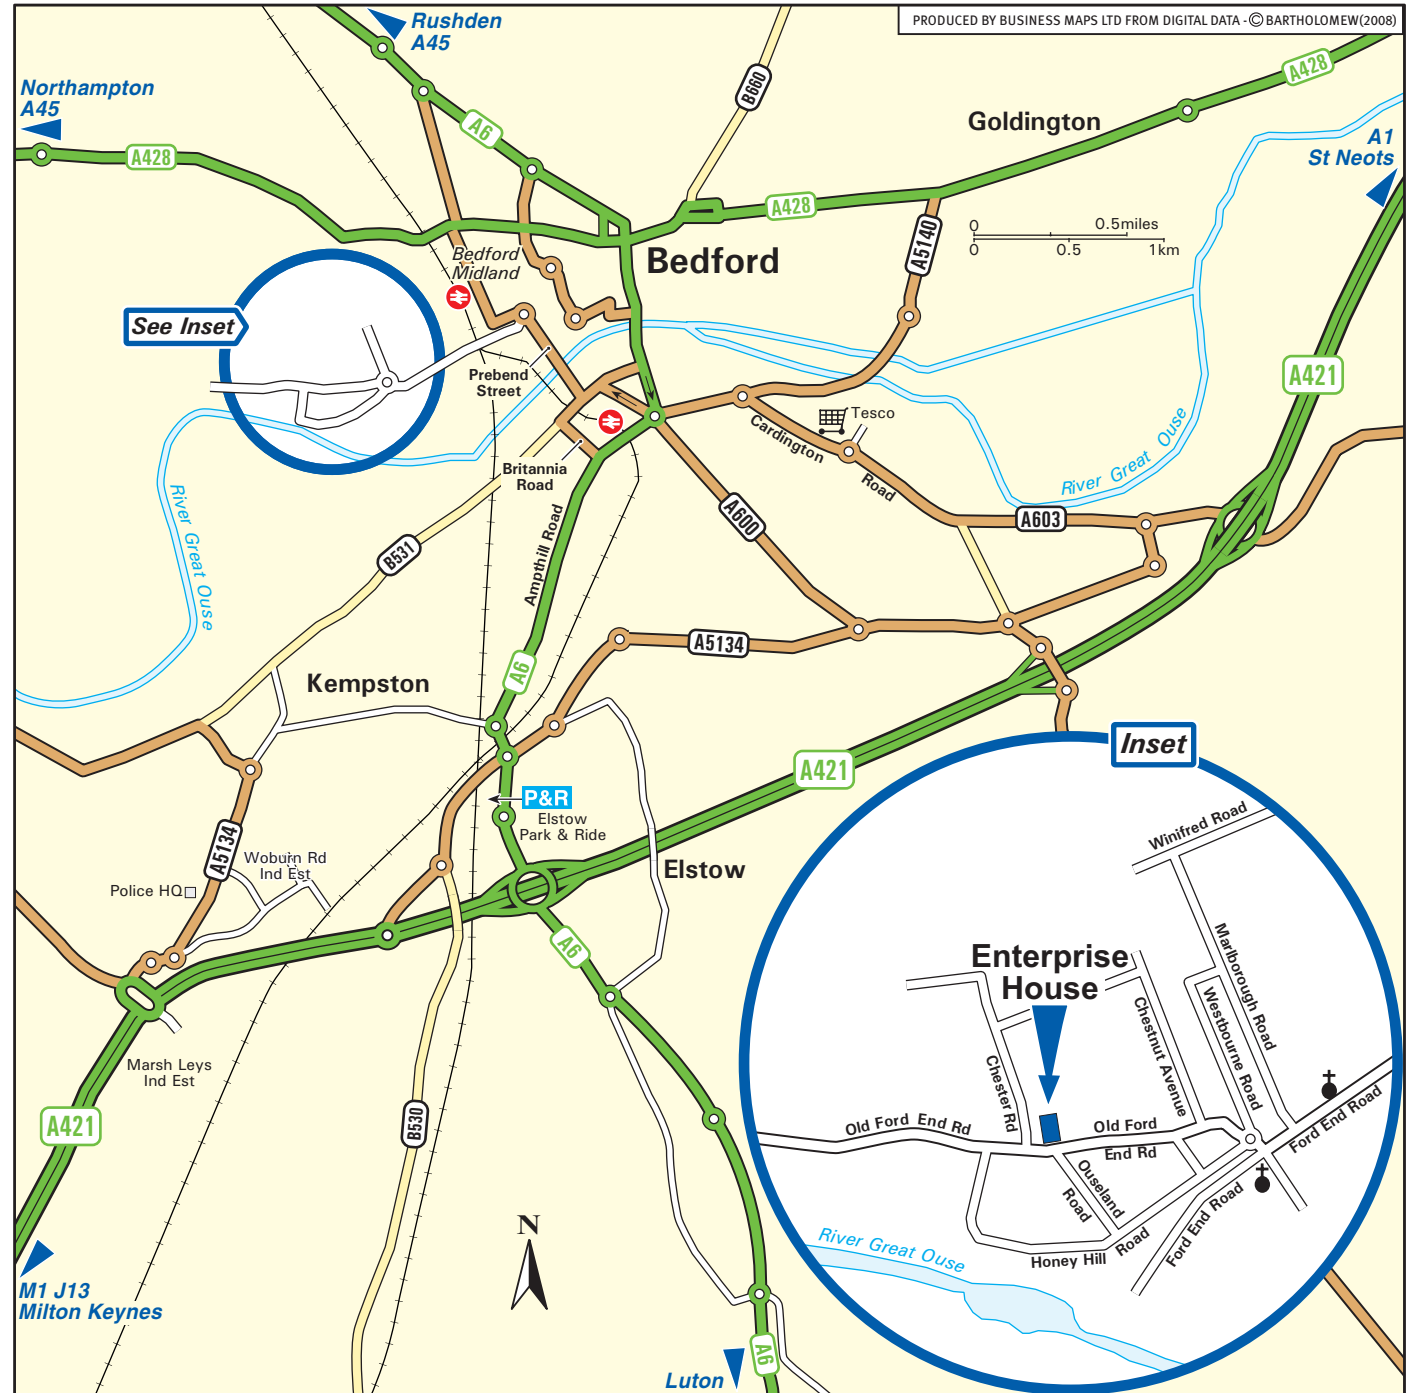 PRODUCED BY BUSINESS MAPS LTD FROM DIGITAL DATA - © BARTHOLOMEW(2008)
Rushden
A45
Northampton
A45
A428
A6
B660
Goldington
A428
A1
St Neots
A428
A5140
0
0.5miles
0
0.5
1km
Bedford
Bedford
Midland
See Inset
Prebend
Street
Tesco
Cardington
Road
A421
River Great Ouse
Britannia
Road
River Great Ouse
Ampthill Road
A600
A603
B531
A5134
A6
Kempston
A421
P&R
Elstow
Park & Ride
Elstow
A5134
Woburn Rd
Ind Est
Police HQ
A6
Marsh Leys
Ind Est
A421
B530
M1 J13
Milton Keynes
N
Luton
A6
Inset
Winifred Road
Marlborough Road
Enterprise
House
Westbourne Road
Chestnut Avenue
Chester Rd
Old Ford End Rd
Old Ford
End Rd
Ford End Road
Ouseland
Road
Ford End Road
Honey Hill Road
River Great Ouse